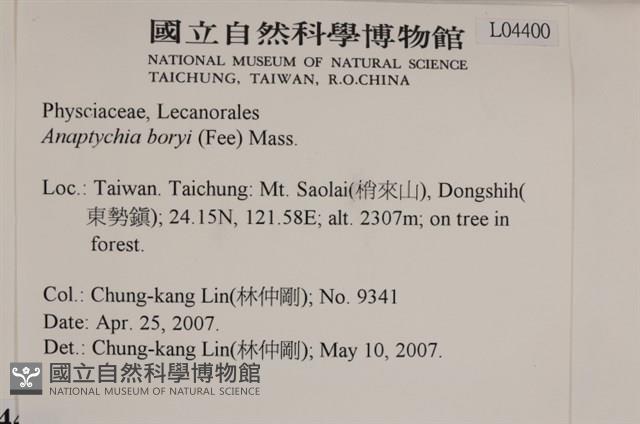 國立自然科學博物館
L04400
NATIONAL MUSEUM OF NATURAL SCIENCE
TAICHUNG, TAIWAN, R.O.CHINA
Physciaceae, Lecanorales
Anaptychia boryi (Fee) Mass.
Loc.: Taiwan. Taichung: Mt. Saolai(梢來山), Dongshih(
東勢鎮); 24.15N, 121.58E; alt. 2307m; on tree in
forest.
Col.: Chung-kang Lin(林仲剛); No. 9341
Date: Apr. 25, 2007.
Det.: Chung-kang Lin(林仲剛); May 10, 2007.
國立自然科學博物館
NATIONAL MUSEUM OF NATURAL SCIENCE